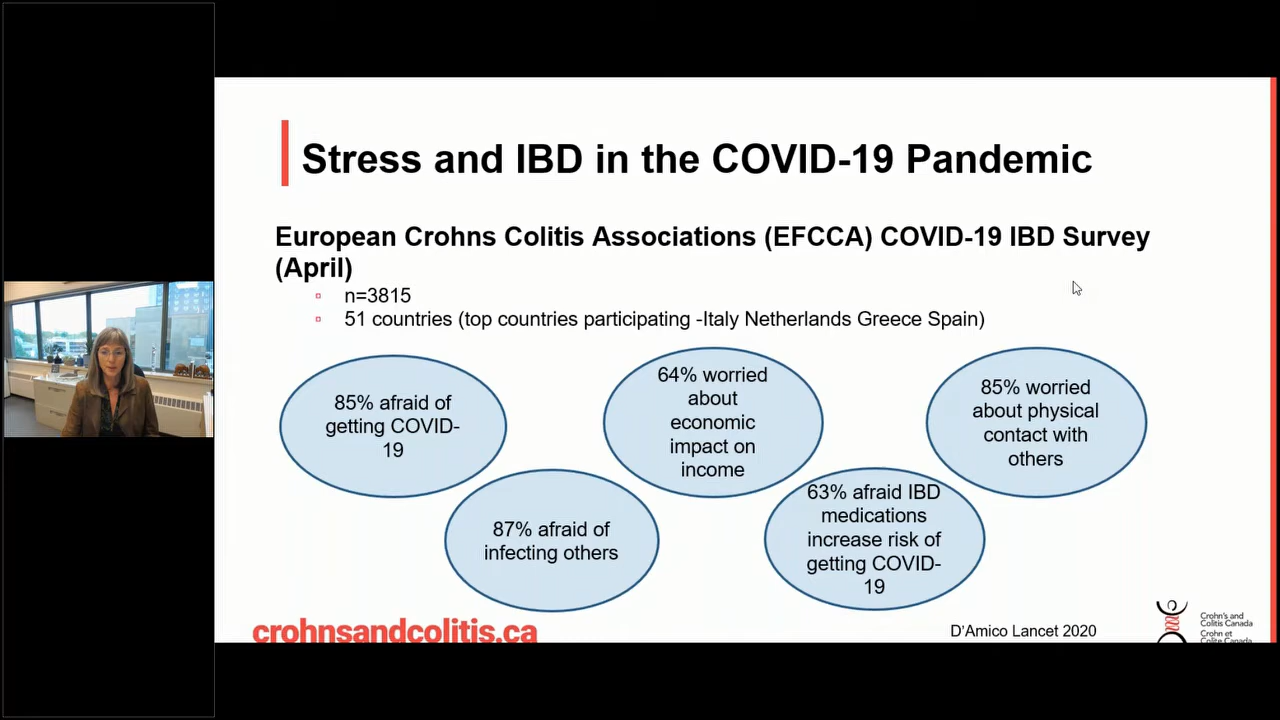 Stress and IBD in the COVID-19 Pandemic
European Crohns Colitis Associations (EFCCA) COVID-19 IBD Survey
(April)
n=3815
51 countries (top countries participating -Italy Netherlands Greece Spain)
85% afraid of
getting COVID-
19
87% afraid of
infecting others
64% worried
about
economic
impact on
income
63% afraid IBD
medications
increase risk of
getting COVID-
19
85% worried
about physical
contact with
others
crohnsandcolitis.ca
D'Amico Lancet 2020
Crohn's and
Colitis Canada
Crohn et
Colite Canada